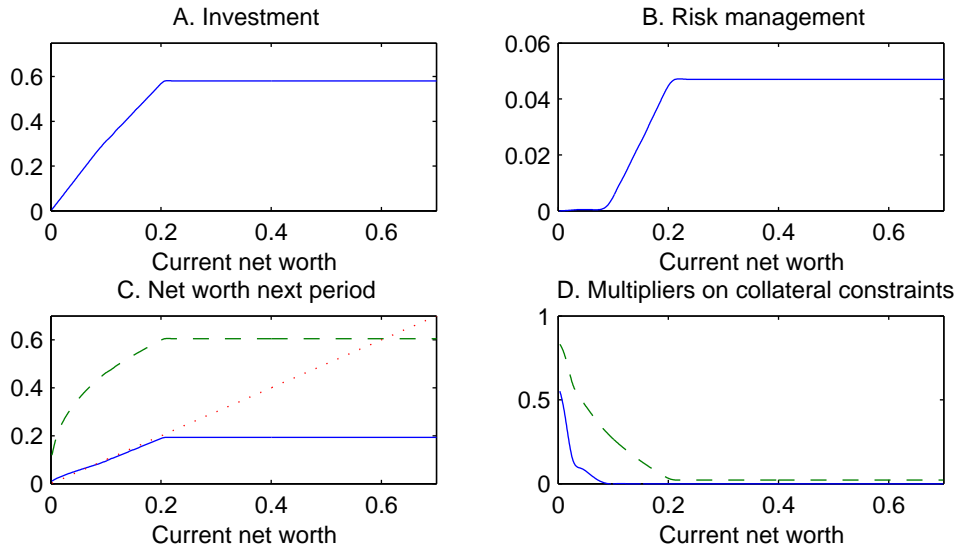 A. Investment
0.6
0.4
0.2
0
0 0.2 0.4 0.6
Current net worth
B. Risk management
0.06
0.04
0.02
0
0 0.2 0.4 0.6
Current net worth
C. Net worth next period
0.6
0.4
0.2
0
0 0.2 0.4 0.6
Current net worth
D. Multipliers on collateral constraints
1
0.5
0
0 0.2 0.4 0.6
Current net worth